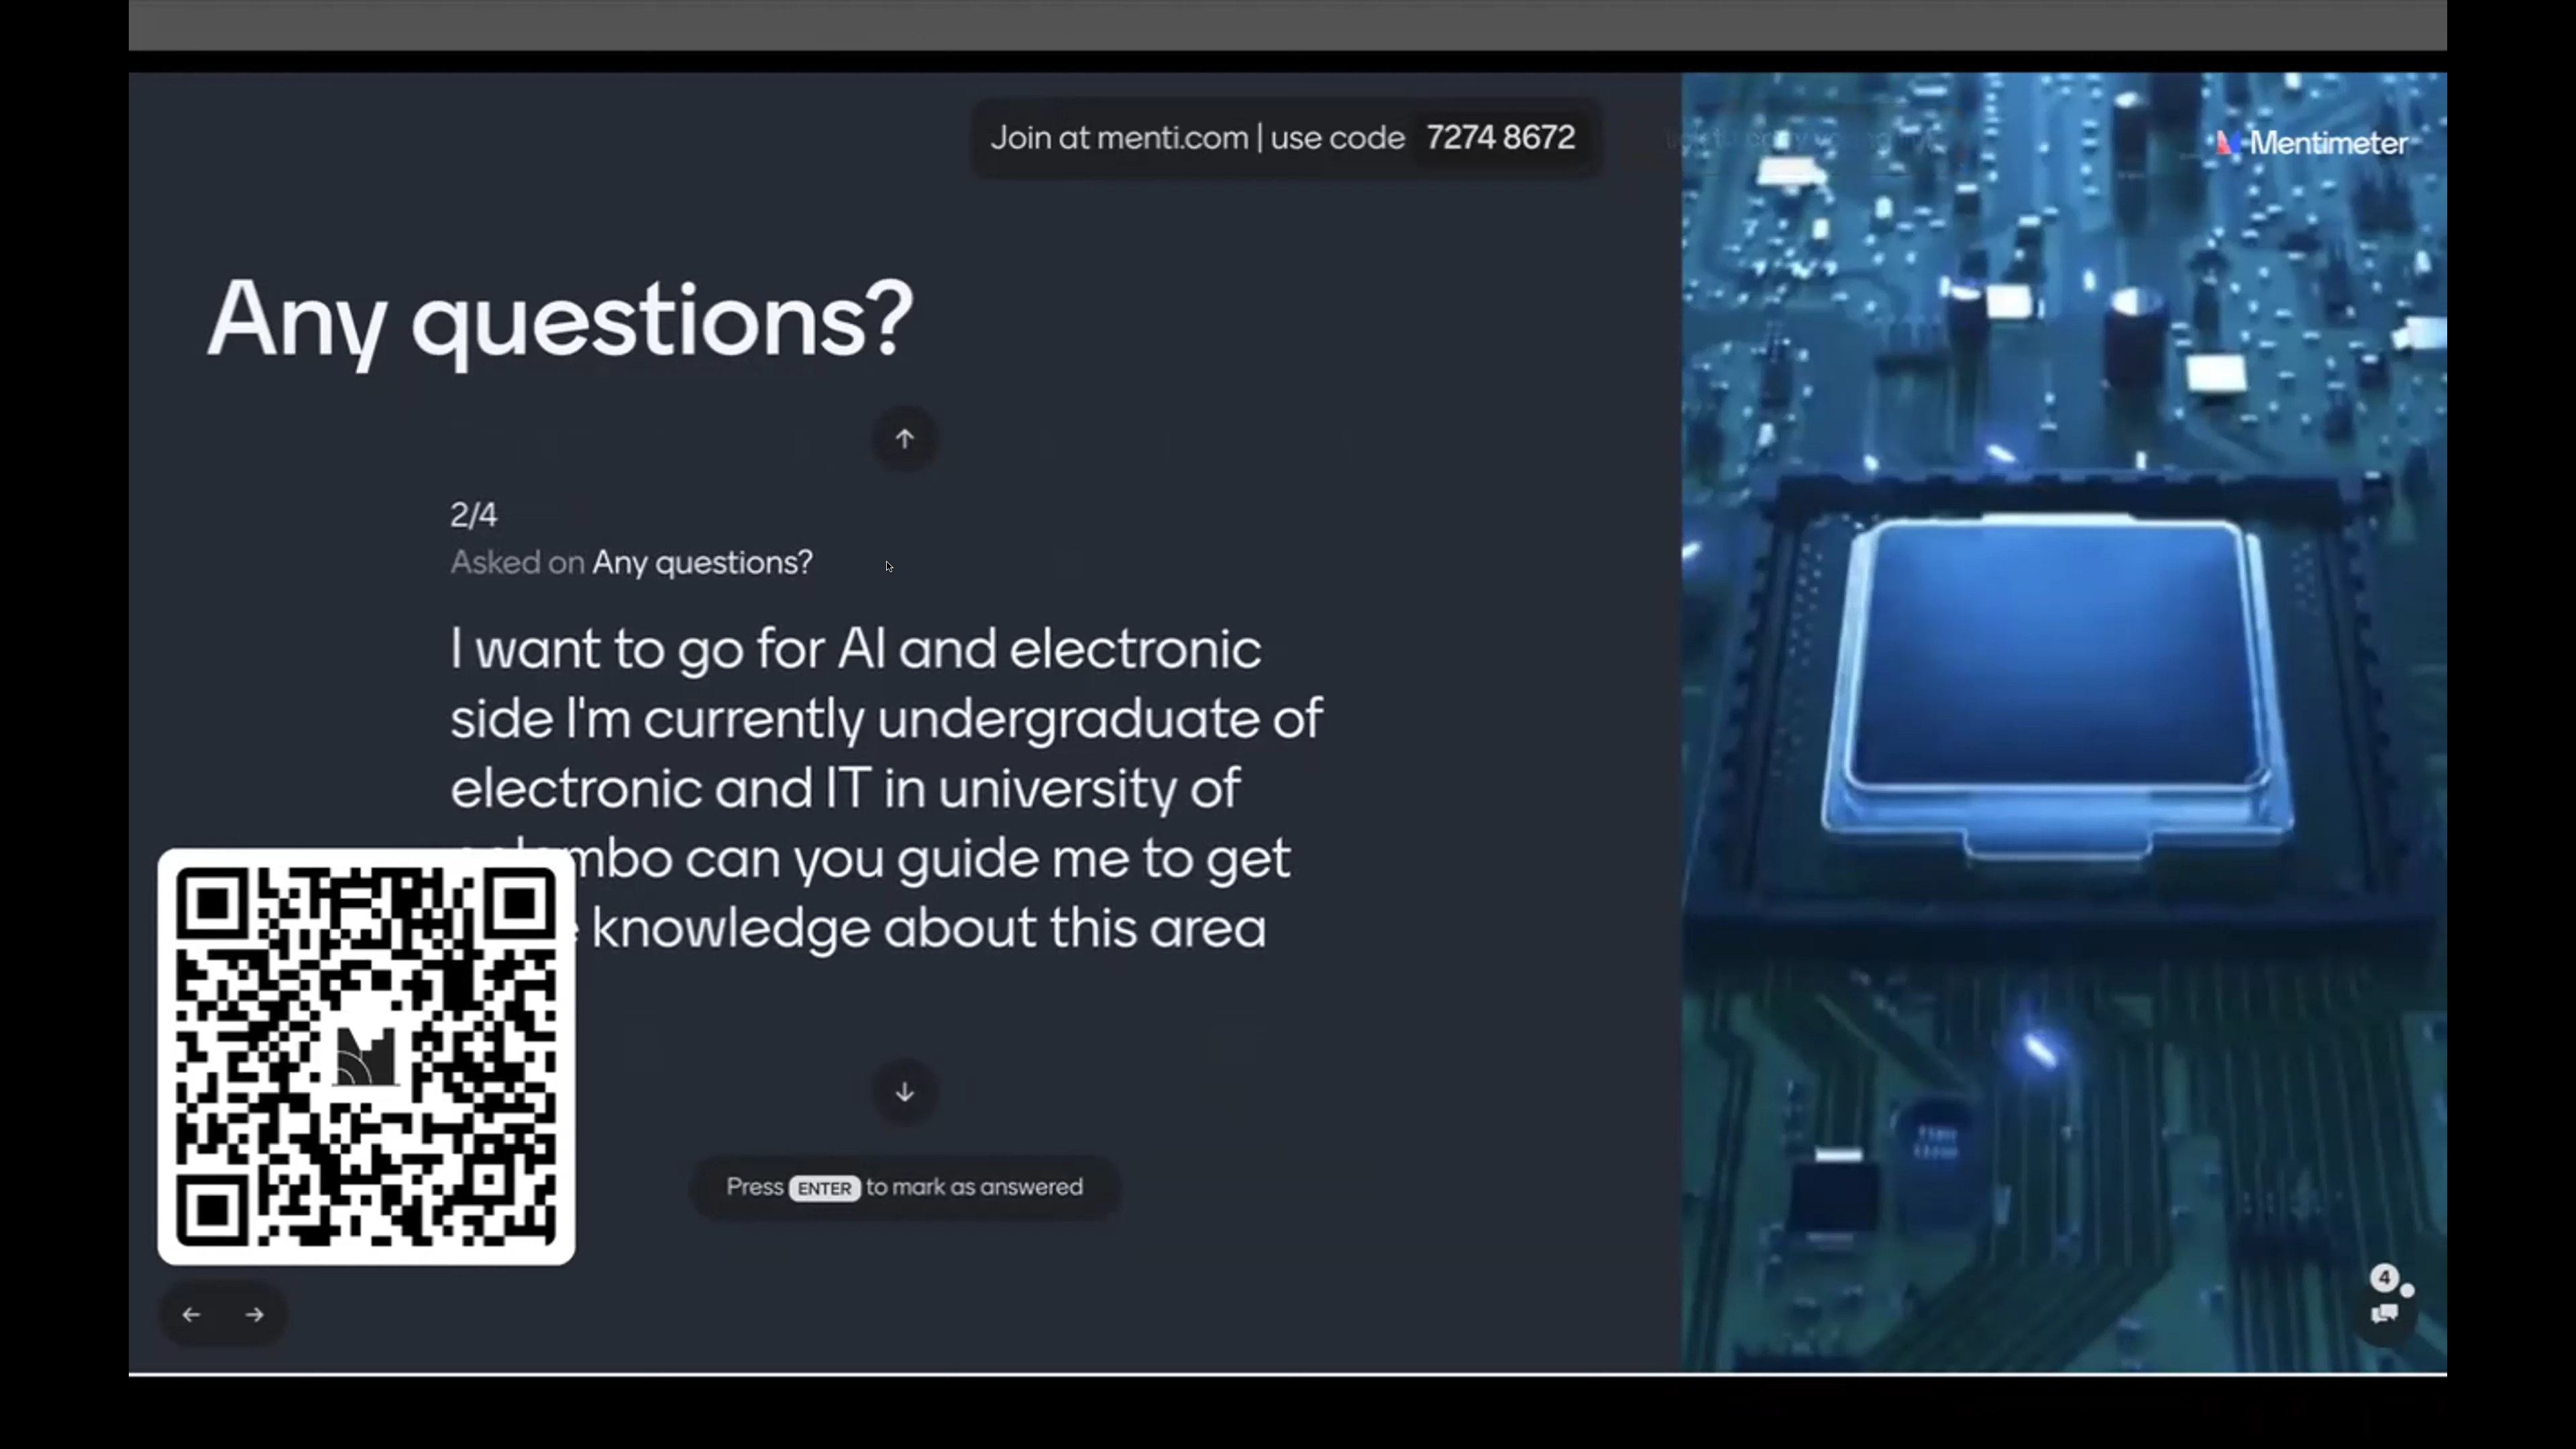 Join at menti.com | use code 7274 8672
Mentimeter
Any questions?
2/4
Asked on Any questions?
I want to go for AI and electronic
side I'm currently undergraduate of
electronic and IT in university of
can you guide me to get
knowledge about this area
Press ENTER to mark as answered
4